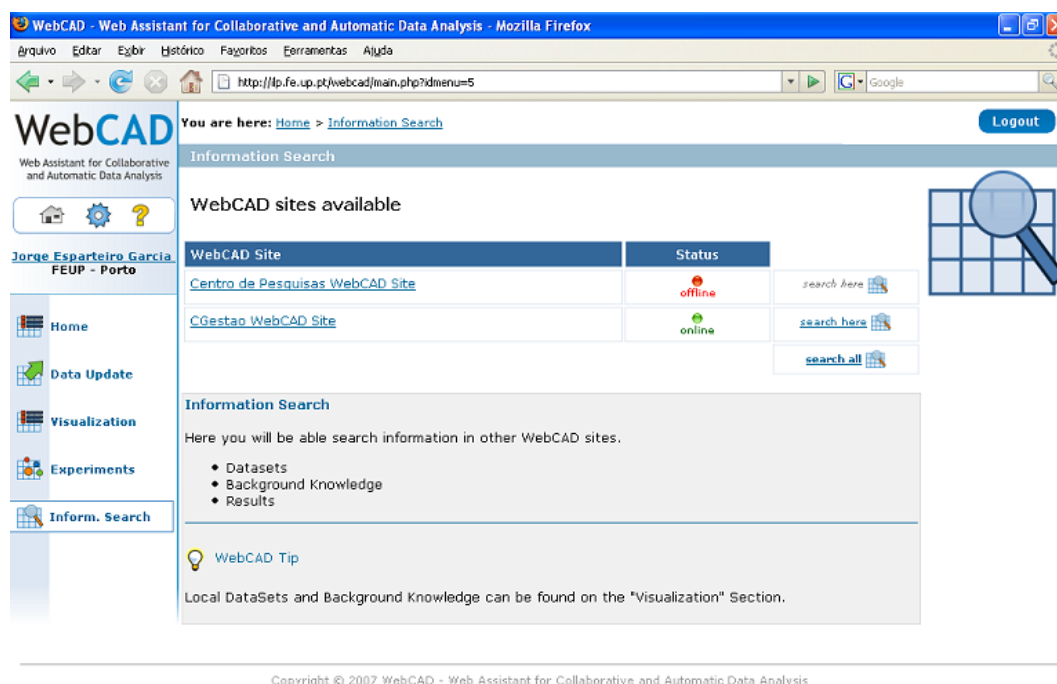 WebCAD - Web Assistant for Collaborative and Automatic Data Analysis - Mozilla Firefox
Arquivo Editar Exibir Histórico Favoritos Ferramentas Ajuda
http://lp.fe.up.pt/webcad/main.php?idmenu=5
G Google
WebCAD
Web Assistant for Collaborative
and Automatic Data Analysis
You are here: Home > Information Search
Logout
Information Search
Jorge Esparteiro Garcia
FEUP - Porto
Home
Data Update
Visualization
Experiments
Inform. Search
WebCAD sites available
WebCAD Site Status
Centro de Pesquisas WebCAD Site offline search here
CGestao WebCAD Site online search here
search all
Information Search
Here you will be able search information in other WebCAD sites.
• Datasets
• Background Knowledge
• Results
WebCAD Tip
Local DataSets and Background Knowledge can be found on the "Visualization" Section.
Copyright © 2007 WebCAD - Web Assistant for Collaborative and Automatic Data Analysis